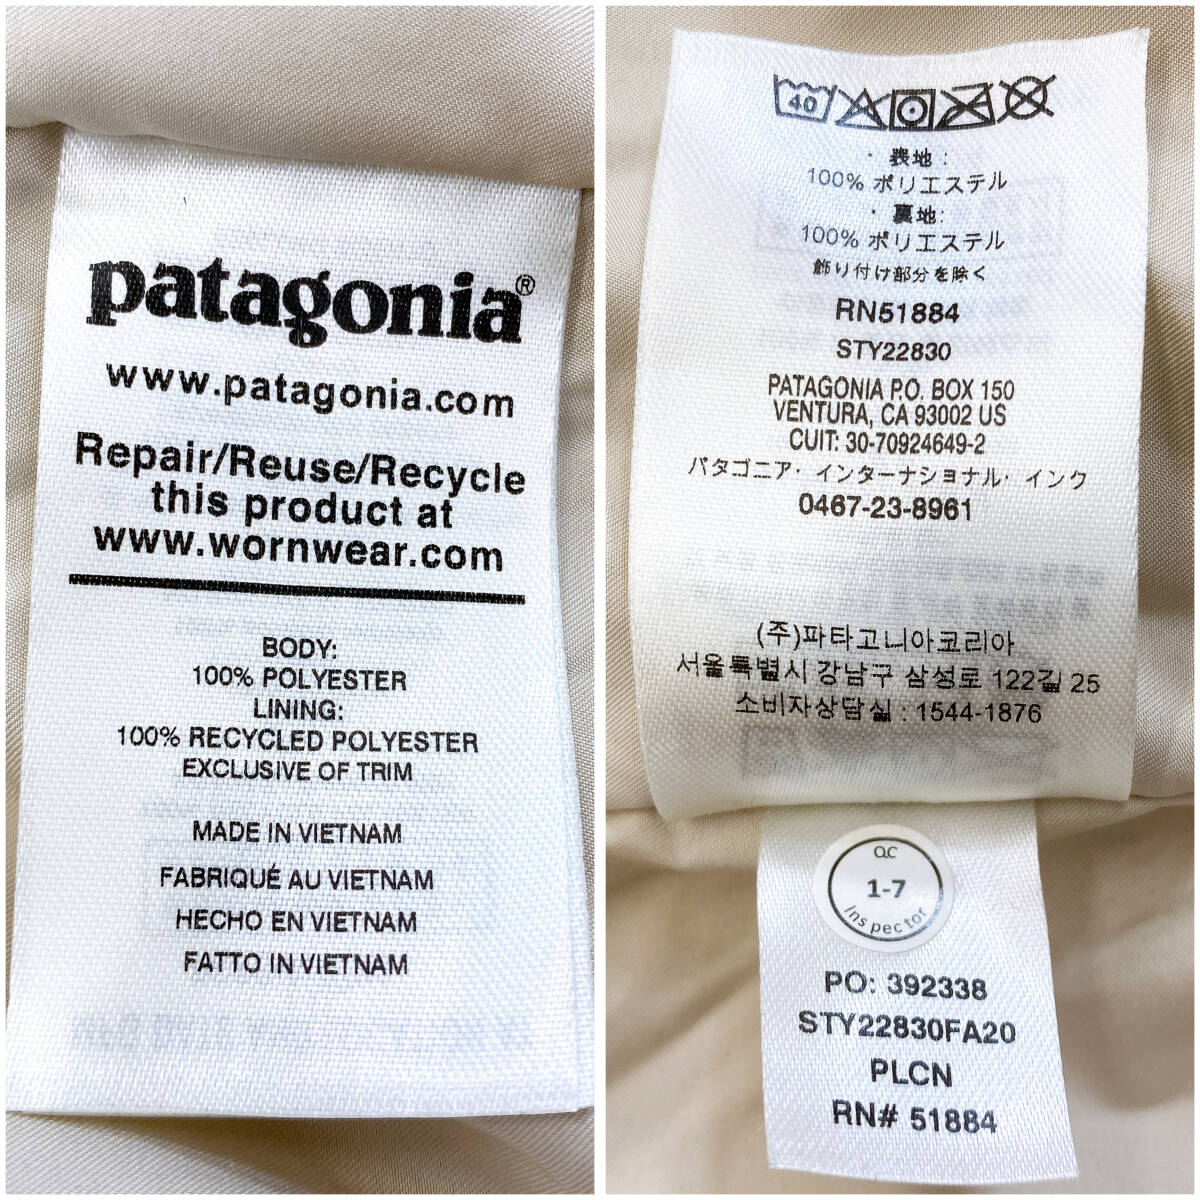 patagonia®
www.patagonia.com
Repair/Reuse/Recycle
this product at
www.wornwear.com
BODY:
100% POLYESTER
LINING:
100% RECYCLED POLYESTER
EXCLUSIVE OF TRIM
MADE IN VIETNAM
FABRIQUÉ AU VIETNAM
HECHO EN VIETNAM
FATTO IN VIETNAM
40
・表地:
100% ポリエステル
・裏地:
100% ポリエステル
飾り付け部分を除く
RN51884
STY22830
PATAGONIA P.O. BOX 150
VENTURA, CA 93002 US
CUIT: 30-70924649-2
パタゴニア・インターナショナル・インク
0467-23-8961
(주)파타고니아코리아
서울특별시 강남구 삼성로 122길 25
소비자상담실 : 1544-1876
QC
1-7
Inspector
PO: 392338
STY22830FA20
PLCN
RN# 51884